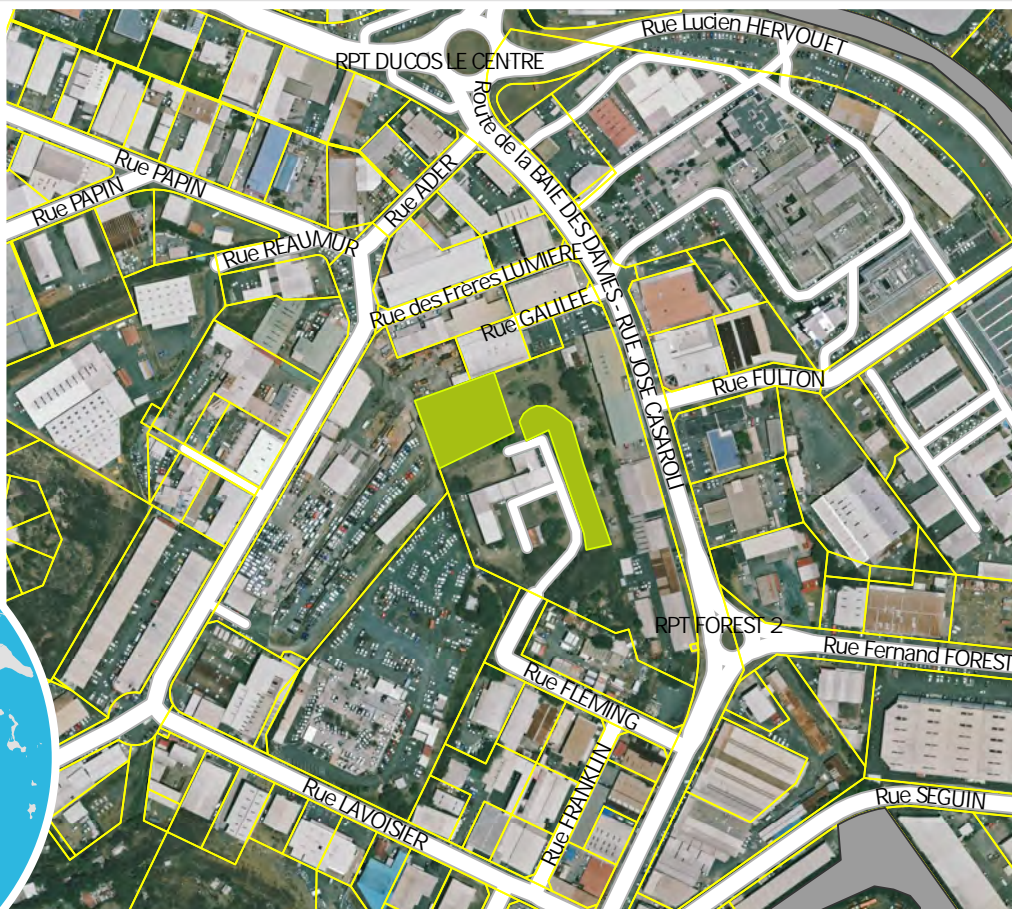 Rue Lucien HERVOUET
RPT DUCOS LE CENTRE
Route de la BAIE DES DAMES - RUE JOSE CASAROLI
Rue PAPIN
Rue PAPIN
Rue ADER
Rue REAUMUR
Rue des Frères LUMIERE
Rue GALILEE
Rue FULTON
RPT FOREST 2
Rue Fernand FOREST
Rue FLEMING
Rue FRANKLIN
Rue LAVOISIER
Rue SEGUIN